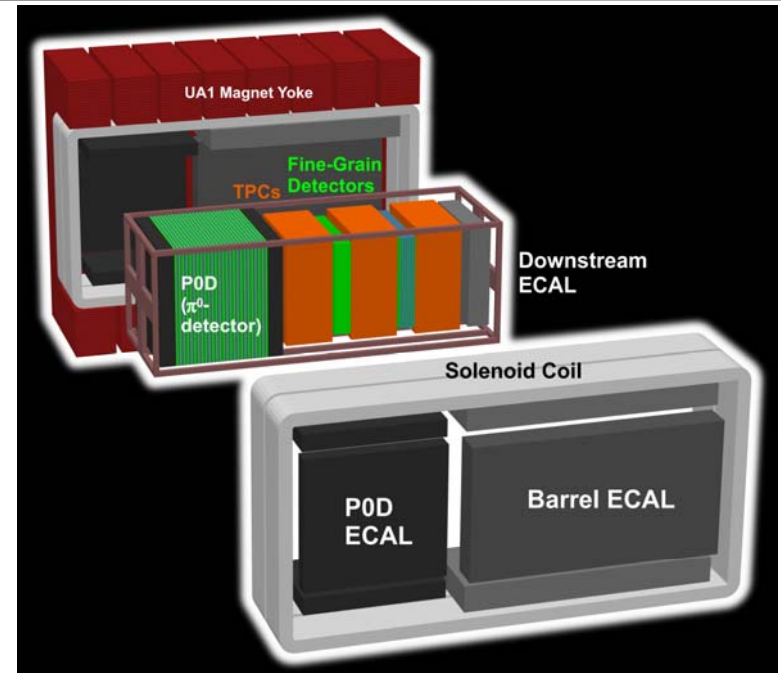 UA1 Magnet Yoke
Fine-Grain
Detectors
TPCs
P0D
(π⁰-
detector)
Downstream
ECAL
Solenoid Coil
P0D
ECAL
Barrel ECAL